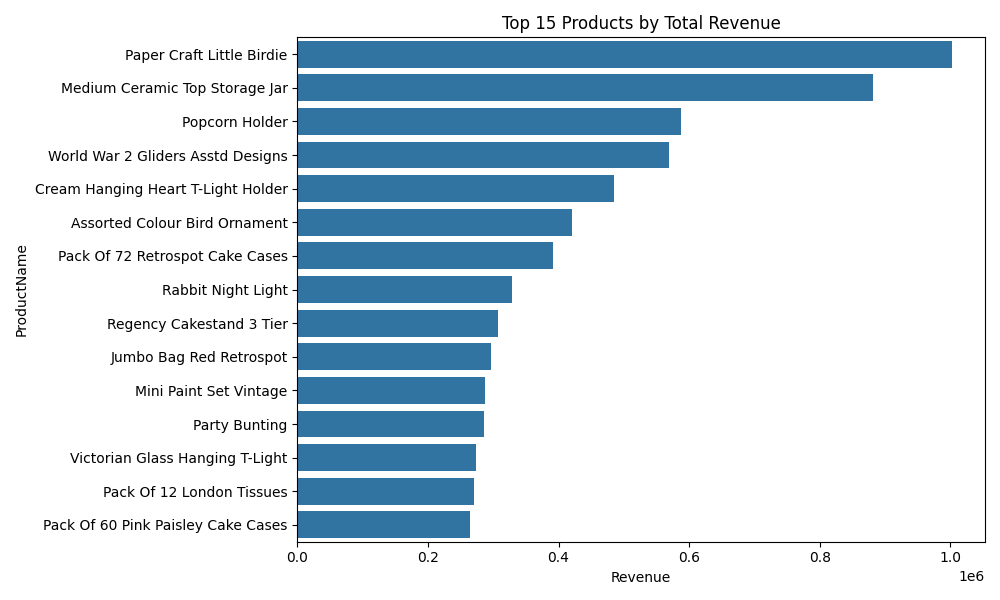 Top 15 Products by Total Revenue
Paper Craft Little Birdie
Medium Ceramic Top Storage Jar
Popcorn Holder
World War 2 Gliders Asstd Designs
Cream Hanging Heart T-Light Holder
Assorted Colour Bird Ornament
Pack Of 72 Retrospot Cake Cases
Rabbit Night Light
Regency Cakestand 3 Tier
Jumbo Bag Red Retrospot
Mini Paint Set Vintage
Party Bunting
Victorian Glass Hanging T-Light
Pack Of 12 London Tissues
Pack Of 60 Pink Paisley Cake Cases
ProductName
0.0 0.2 0.4 0.6 0.8 1.0
1e6
Revenue